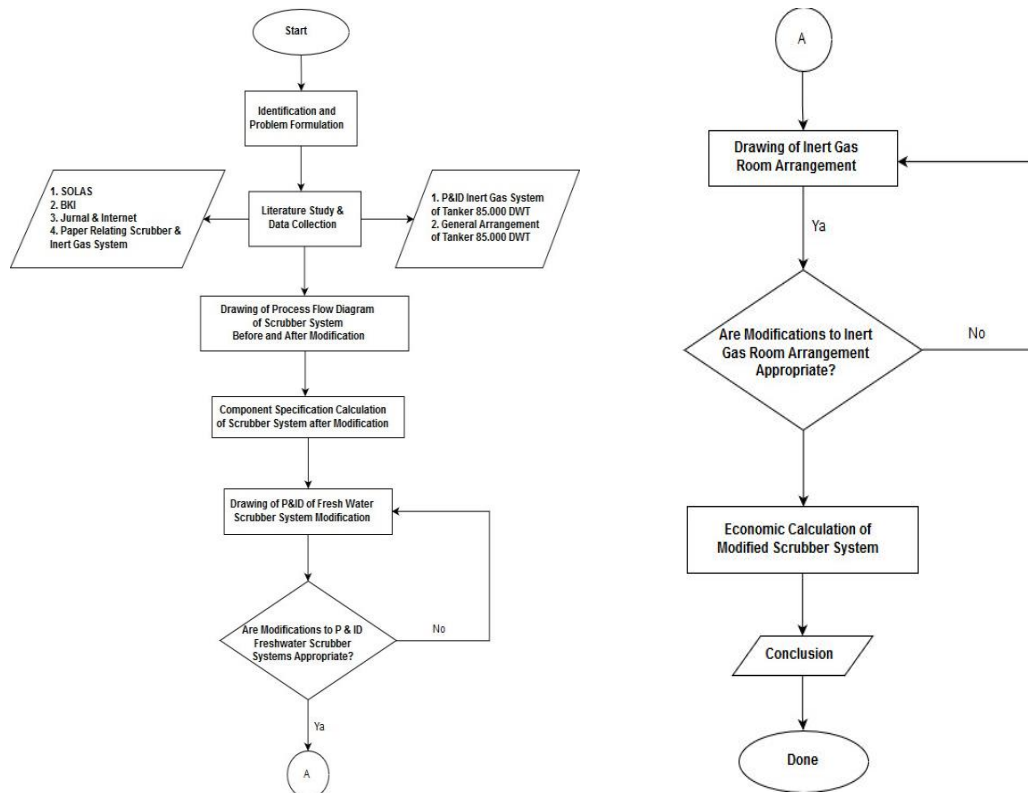 Start
Identification and
Problem Formulation
1. SOLAS
2. BKI
3. Jurnal & Internet
4. Paper Relating Scrubber &
Inert Gas System
Literature Study &
Data Collection
1. P&ID Inert Gas System
of Tanker 85.000 DWT
2. General Arrangement
of Tanker 85.000 DWT
Drawing of Process Flow Diagram
of Scrubber System
Before and After Modification
Component Specification Calculation
of Scrubber System after Modification
Drawing of P&ID of Fresh Water
Scrubber System Modification
Are Modifications to P & ID
Freshwater Scrubber
Systems Appropriate?
No
Ya
A
A
Drawing of Inert Gas
Room Arrangement
Ya
Are Modifications to Inert
Gas Room Arrangement
Appropriate?
No
Economic Calculation of
Modified Scrubber System
Conclusion
Done